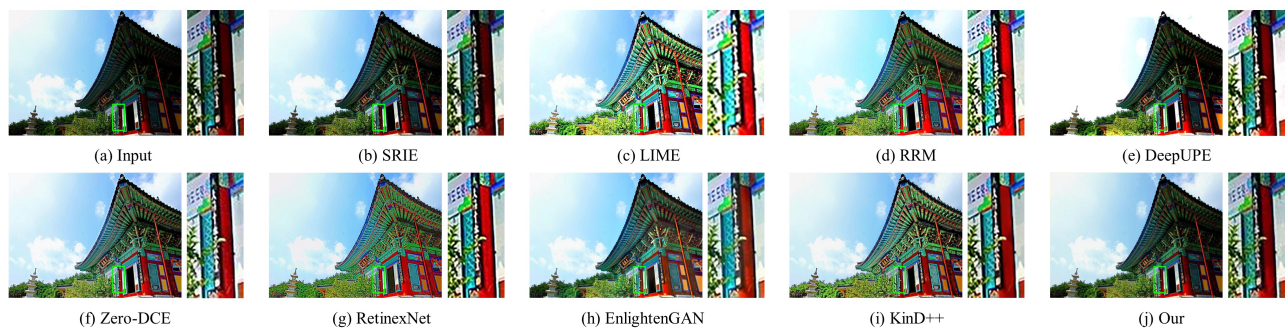 (a) Input
(b) SRIE
(c) LIME
(d) RRM
(e) DeepUPE
(f) Zero-DCE
(g) RetinexNet
(h) EnlightenGAN
(i) KinD++
(j) Our